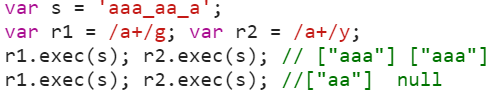 var s = 'aaa_aa_a';
var r1 = /a+/g; var r2 = /a+/y;
r1.exec(s); r2.exec(s); // ["aaa"] ["aaa"]
r1.exec(s); r2.exec(s); //["aa"]  null